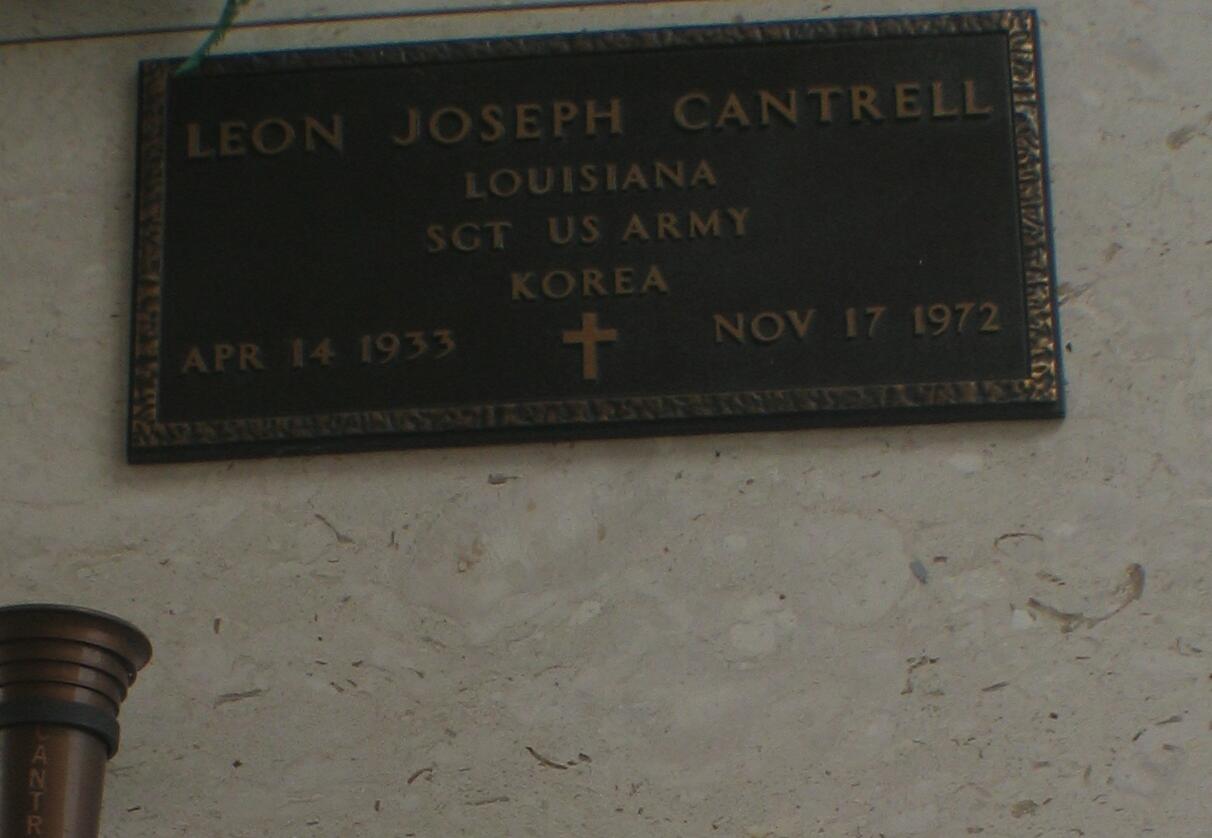 LEON JOSEPH CANTRELL
LOUISIANA
SGT US ARMY
KOREA
APR 14 1933 NOV 17 1972
CANTR